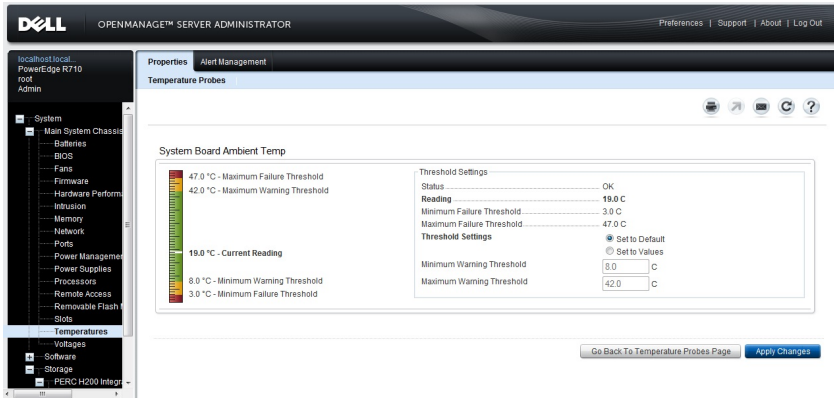 DELL
OPENMANAGE™ SERVER ADMINISTRATOR
Preferences | Support | About | Log Out
localhost.local...
PowerEdge R710
root
Admin
Properties
Alert Management
Temperature Probes
System
Main System Chassis
Batteries
BIOS
Fans
Firmware
Hardware Performa
Intrusion
Memory
Network
Ports
Power Managemen
Power Supplies
Processors
Remote Access
Removable Flash M
Slots
Temperatures
Voltages
Software
Storage
PERC H200 Integra
System Board Ambient Temp
47.0 °C - Maximum Failure Threshold
42.0 °C - Maximum Warning Threshold
19.0 °C - Current Reading
8.0 °C - Minimum Warning Threshold
3.0 °C - Minimum Failure Threshold
Threshold Settings
Status OK
Reading 19.0 C
Minimum Failure Threshold 3.0 C
Maximum Failure Threshold 47.0 C
Threshold Settings
Set to Default
Set to Values
Minimum Warning Threshold 8.0 C
Maximum Warning Threshold 42.0 C
Go Back To Temperature Probes Page
Apply Changes